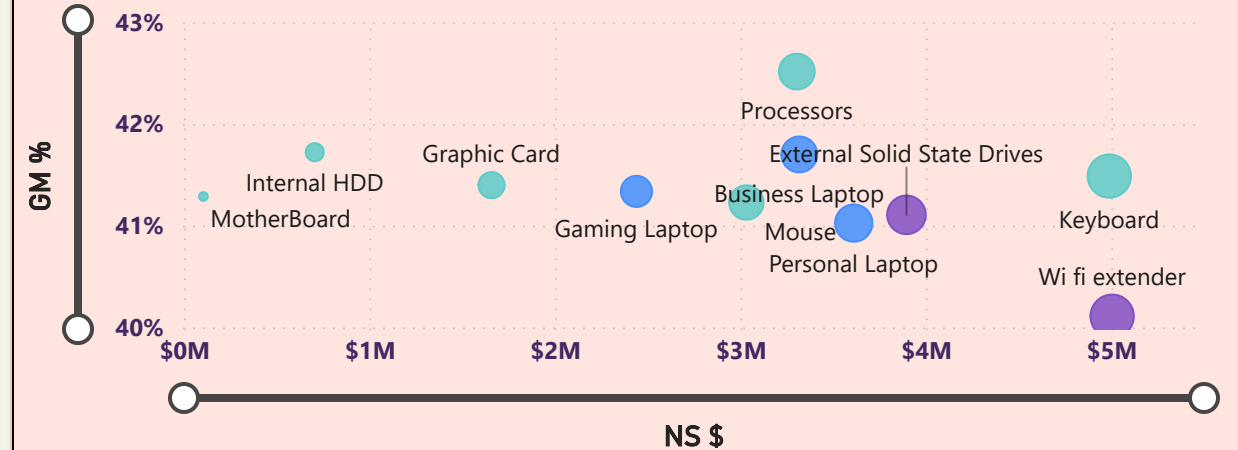 43%
Processors
42%
Graphic Card
External Solid State Drives
Internal HDD
Business Laptop
MotherBoard
Keyboard
41%
Gaming Laptop
Mouse
Personal Laptop
Wi fi extender
40%
GM %
$0M $1M $2M $3M $4M $5M
NS $